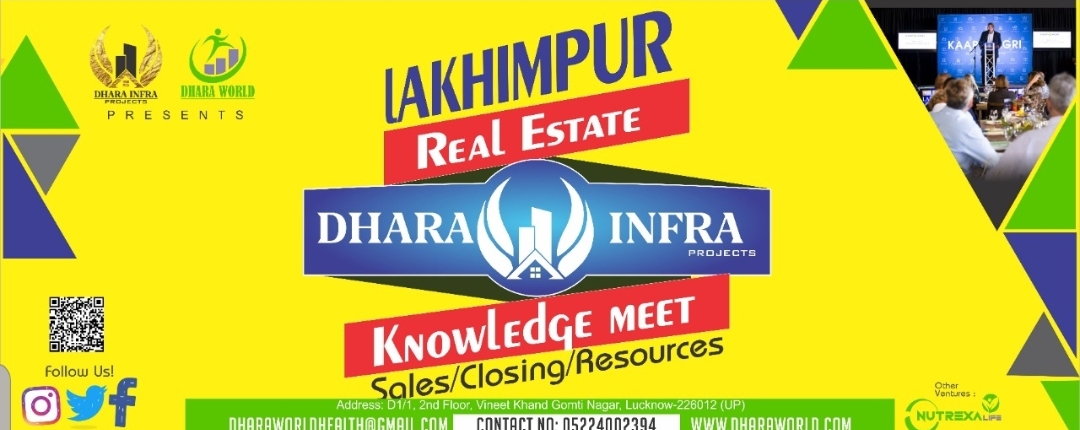 DHARA INFRA
PROJECTS
DHARA WORLD
PRESENTS
LAKHIMPUR
Real Estate
DHARA INFRA
PROJECTS
Knowledge MEET
Sales/Closing/Resources
Follow Us!
Address: D1/1, 2nd Floor, Vineet Khand Gomti Nagar, Lucknow-226012 (UP)
DHARAWORLDHEALTH@GMAIL.COM
CONTACT NO: 05224002394
WWW.DHARAWORLD.COM
Other
Ventures :
NUTREXA LIFE